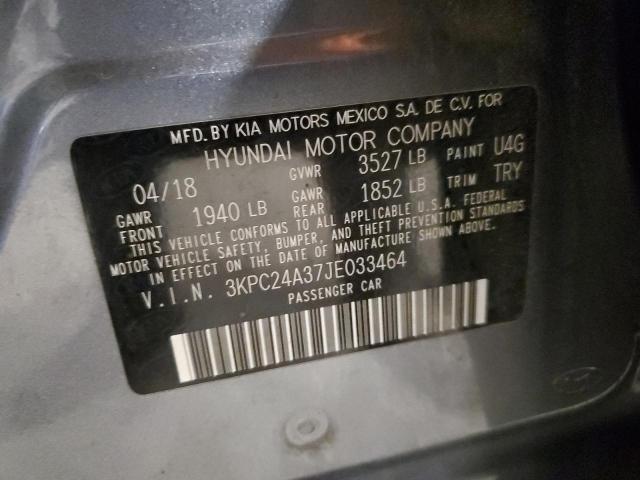 MFD. BY KIA MOTORS MEXICO S.A. DE C.V. FOR
HYUNDAI MOTOR COMPANY
04/18 GVWR 3527 LB PAINT U4G
GAWR FRONT 1940 LB GAWR REAR 1852 LB TRIM TRY
THIS VEHICLE CONFORMS TO ALL APPLICABLE U.S.A. FEDERAL
MOTOR VEHICLE SAFETY, BUMPER, AND THEFT PREVENTION STANDARDS
IN EFFECT ON THE DATE OF MANUFACTURE SHOWN ABOVE.
V.I.N. 3KPC24A37JE033464
PASSENGER CAR